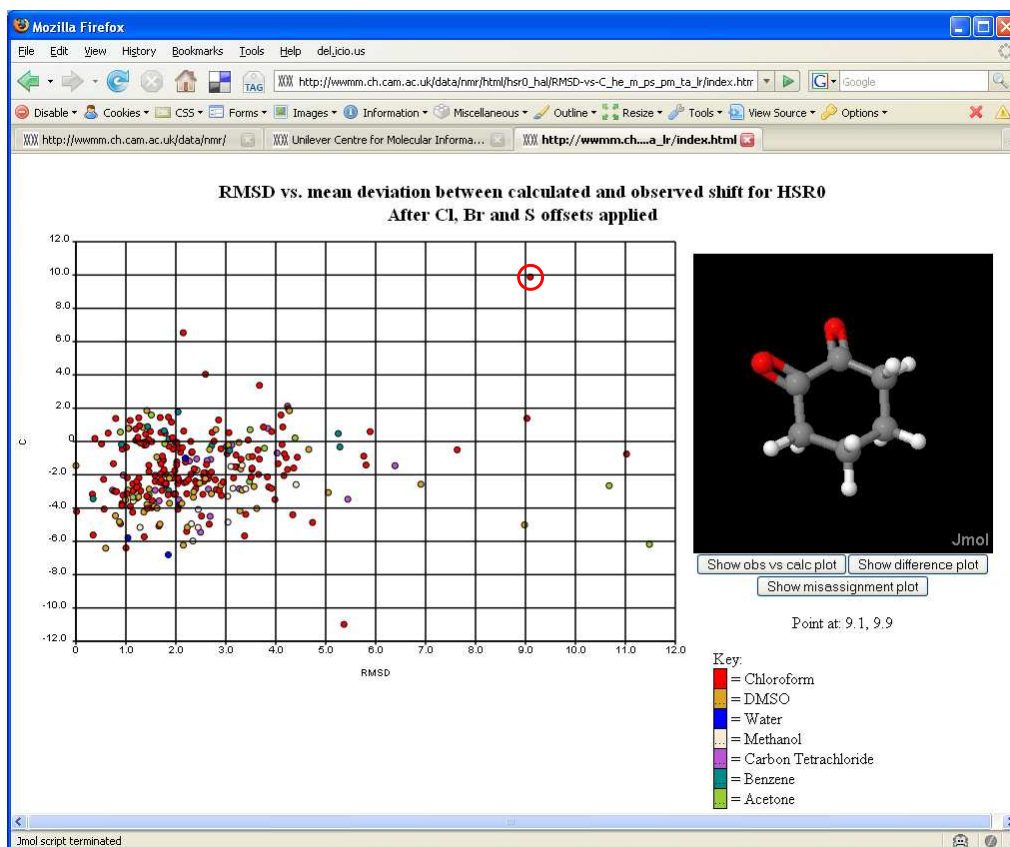 Mozilla Firefox
File Edit View History Bookmarks Tools Help del.icio.us
TAG http://wwmm.ch.cam.ac.uk/data/nmr/html/hsr0_hal/RMSD-vs-C_he_m_ps_pm_ta_lr/index.htm G Google
Disable Cookies CSS Forms Images Information Miscellaneous Outline Resize Tools View Source Options
http://wwmm.ch.cam.ac.uk/data/nmr/ Unilever Centre for Molecular Informa... http://wwmm.ch....a_lr/index.html
RMSD vs. mean deviation between calculated and observed shift for HSR0
After Cl, Br and S offsets applied
12.0
10.0
8.0
6.0
4.0
2.0
0
-2.0
-4.0
-6.0
-8.0
-10.0
-12.0
C
0 1.0 2.0 3.0 4.0 5.0 6.0 7.0 8.0 9.0 10.0 11.0 12.0
RMSD
Jmol
Show obs vs calc plot Show difference plot
Show misassignment plot
Point at: 9.1, 9.9
Key:
= Chloroform
... = DMSO
= Water
... = Methanol
... = Carbon Tetrachloride
= Benzene
... = Acetone
Jmol script terminated